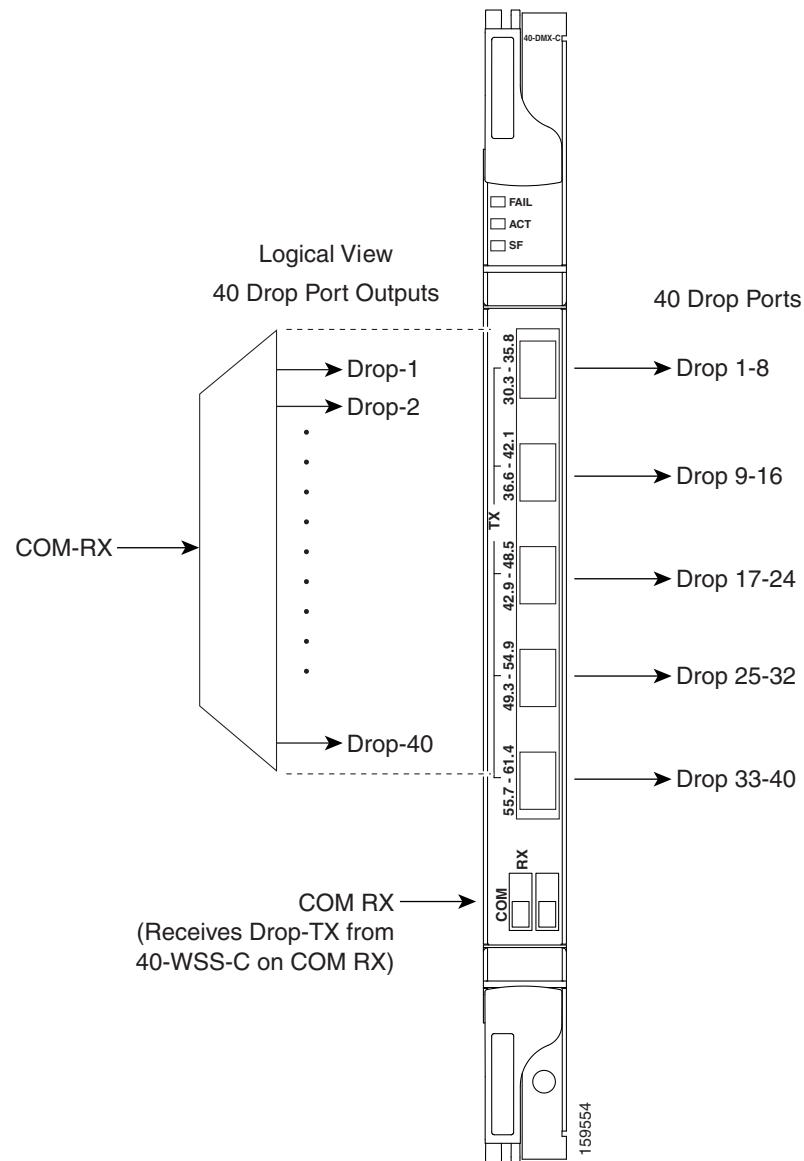 40-DMX-C
FAIL
ACT
SF
Logical View
40 Drop Port Outputs
40 Drop Ports
Drop-1
Drop-2
Drop-40
COM-RX
30.3 - 35.8
36.6 - 42.1
TX
42.9 - 48.5
49.3 - 54.9
55.7 - 61.4
Drop 1-8
Drop 9-16
Drop 17-24
Drop 25-32
Drop 33-40
RX
COM
COM RX
(Receives Drop-TX from
40-WSS-C on COM RX)
159554